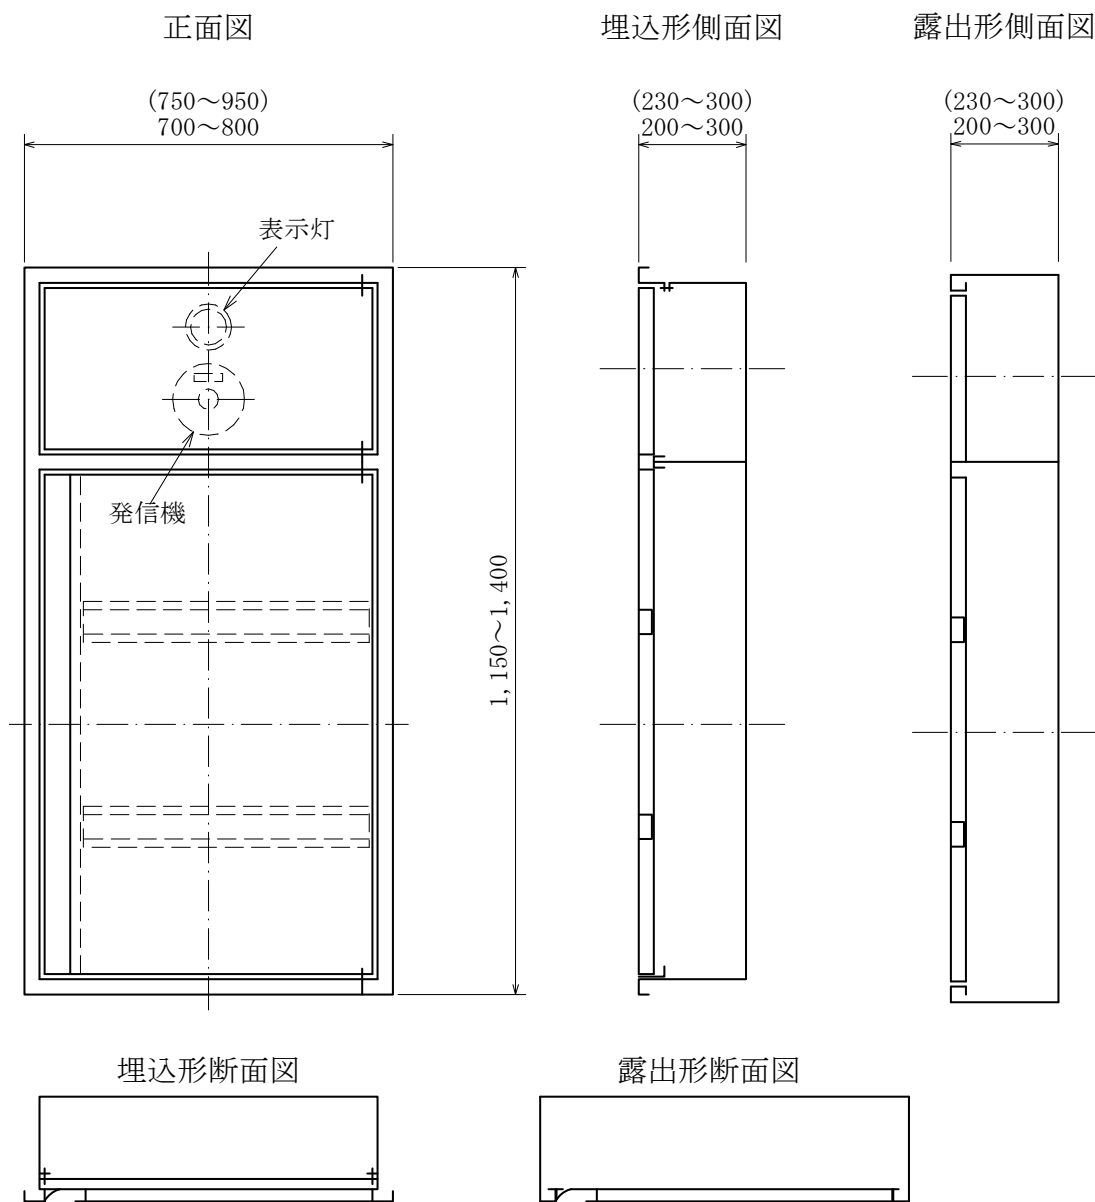 正面図
埋込形側面図
露出形側面図
(750～950)
700～800
(230～300)
200～300
(230～300)
200～300
表示灯
発信機
1,150～1,400
埋込形断面図
露出形断面図